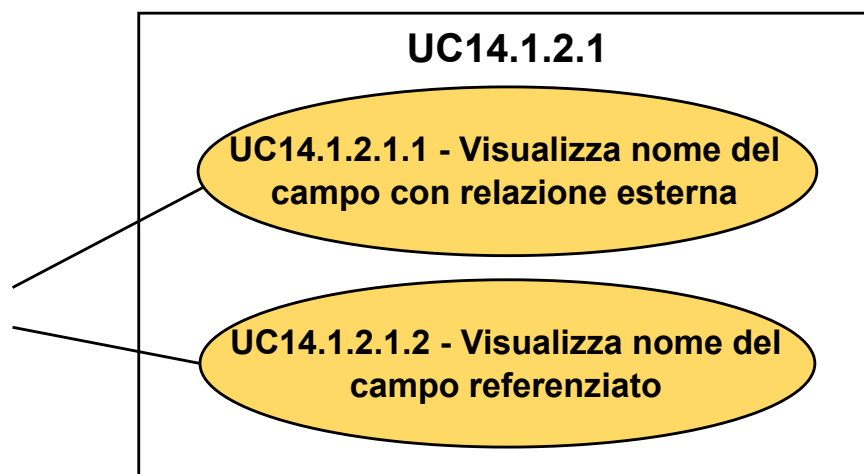 UC14.1.2.1
UC14.1.2.1.1 - Visualizza nome del
campo con relazione esterna
UC14.1.2.1.2 - Visualizza nome del
campo referenziato